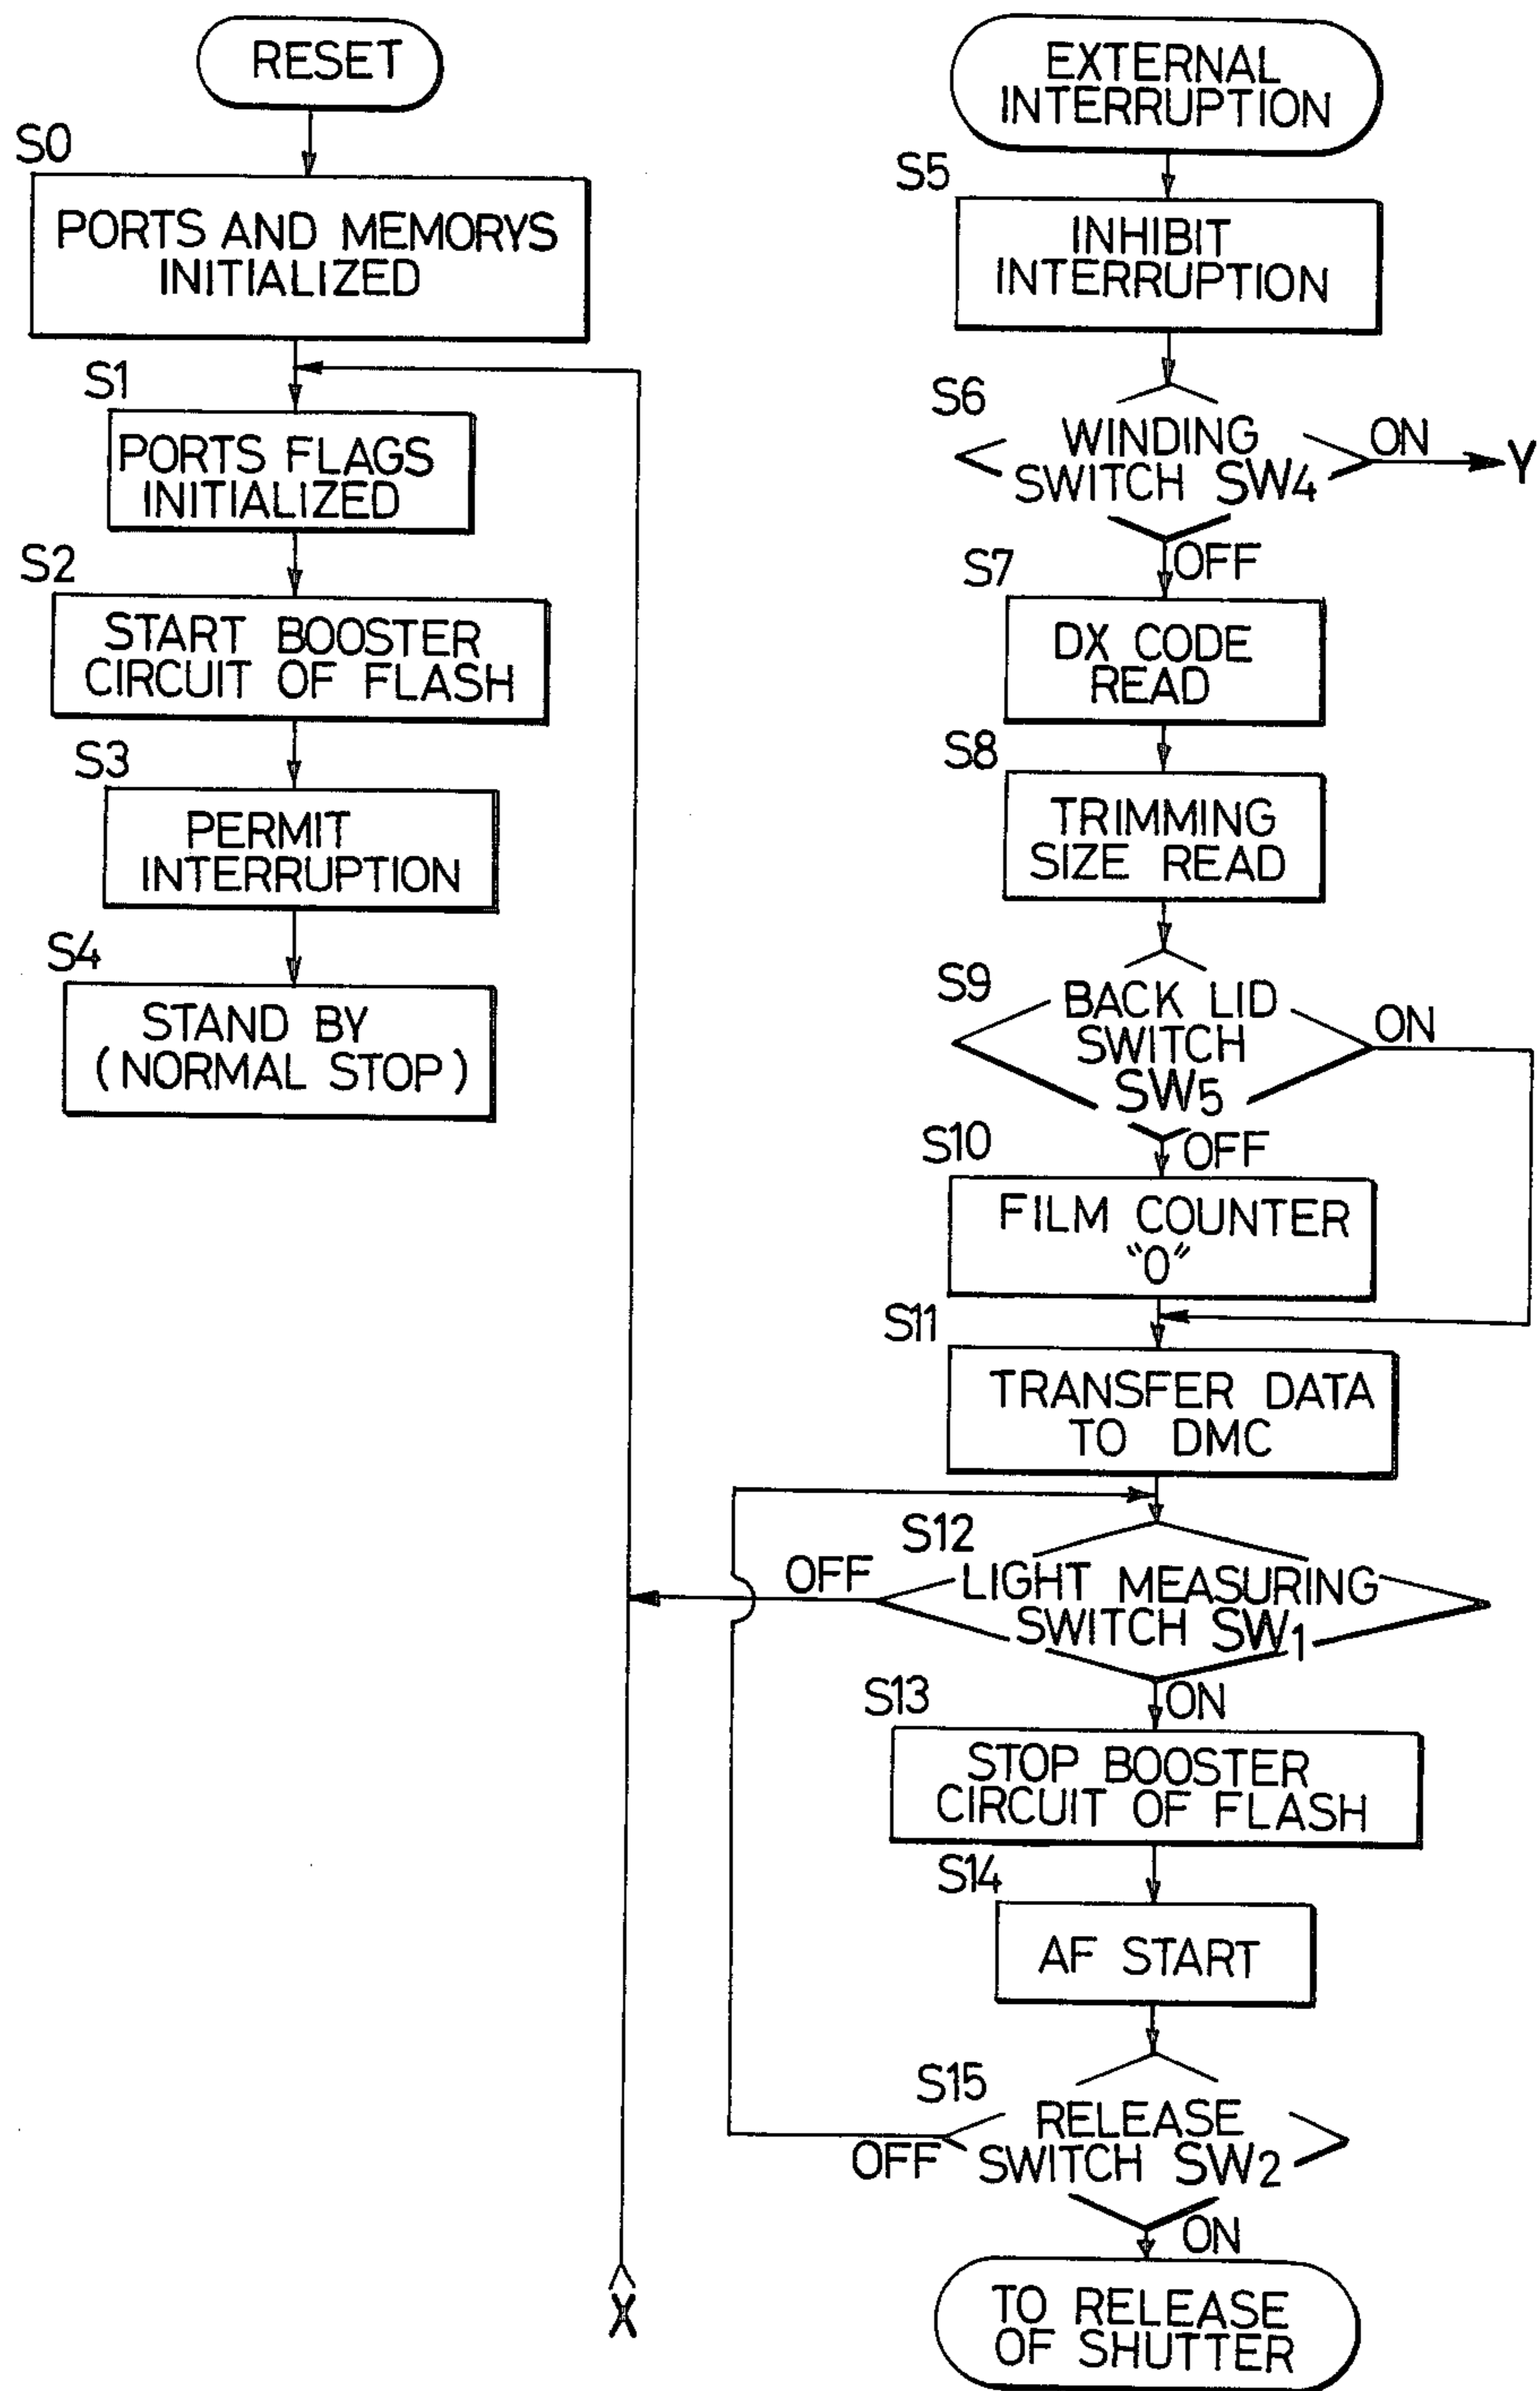 RESET
S0
PORTS AND MEMORYS
INITIALIZED
S1
PORTS FLAGS
INITIALIZED
S2
START BOOSTER
CIRCUIT OF FLASH
S3
PERMIT
INTERRUPTION
S4
STAND BY
(NORMAL STOP)
X
EXTERNAL
INTERRUPTION
S5
INHIBIT
INTERRUPTION
S6
WINDING
SWITCH SW4
ON
Y
OFF
S7
DX CODE
READ
S8
TRIMMING
SIZE READ
S9
BACK LID
SWITCH
SW5
ON
OFF
S10
FILM COUNTER
"0"
S11
TRANSFER DATA
TO DMC
S12
OFF
LIGHT MEASURING
SWITCH SW1
ON
S13
STOP BOOSTER
CIRCUIT OF FLASH
S14
AF START
S15
RELEASE
SWITCH SW2
OFF
ON
TO RELEASE
OF SHUTTER